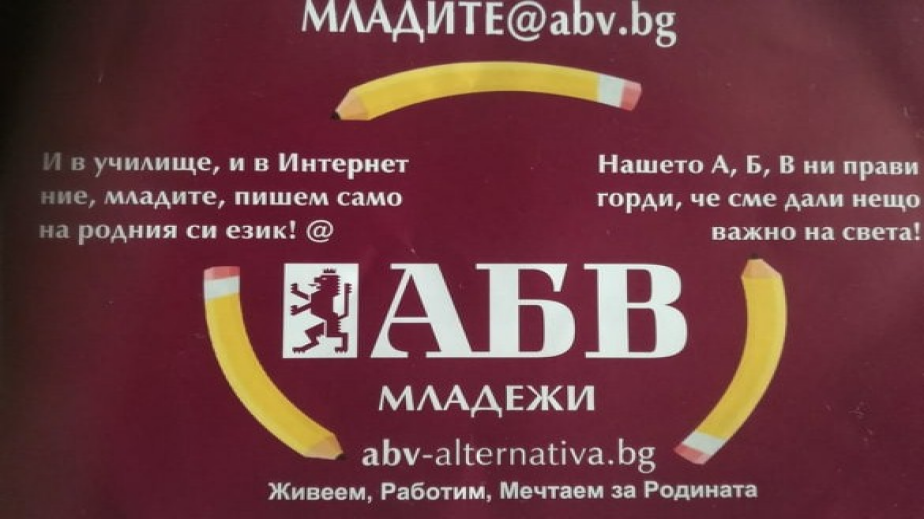 МЛАДИТЕ@abv.bg
И в училище, и в Интернет
ние, младите, пишем само
на родния си език! @
Нашето А, Б, В ни прави
горди, че сме дали нещо
важно на света!
АБВ
МЛАДЕЖИ
abv-alternativa.bg
Живеем, Работим, Мечтаем за Родината